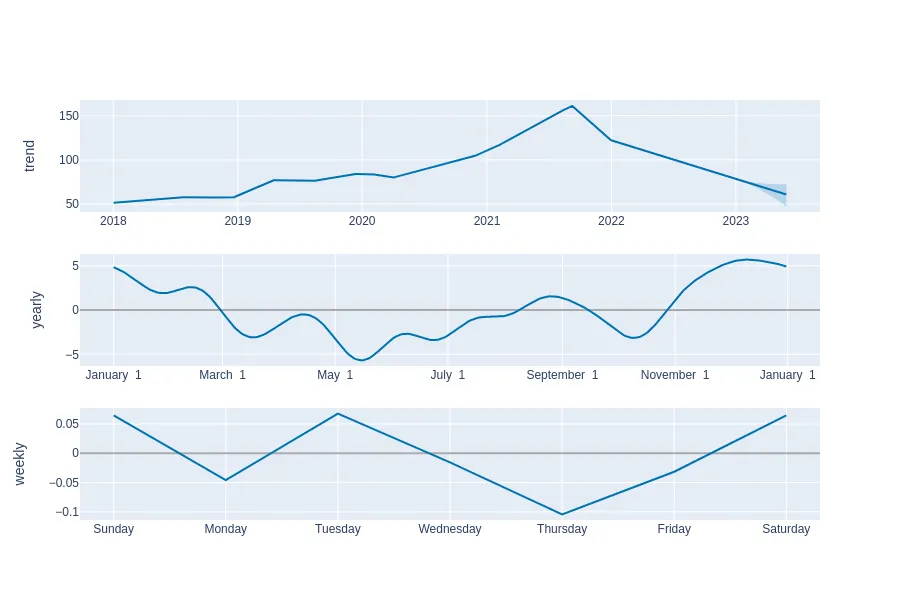 trend
150
100
50
2018 2019 2020 2021 2022 2023
yearly
5
0
−5
January 1 March 1 May 1 July 1 September 1 November 1 January 1
weekly
0.05
0
−0.05
−0.1
Sunday Monday Tuesday Wednesday Thursday Friday Saturday